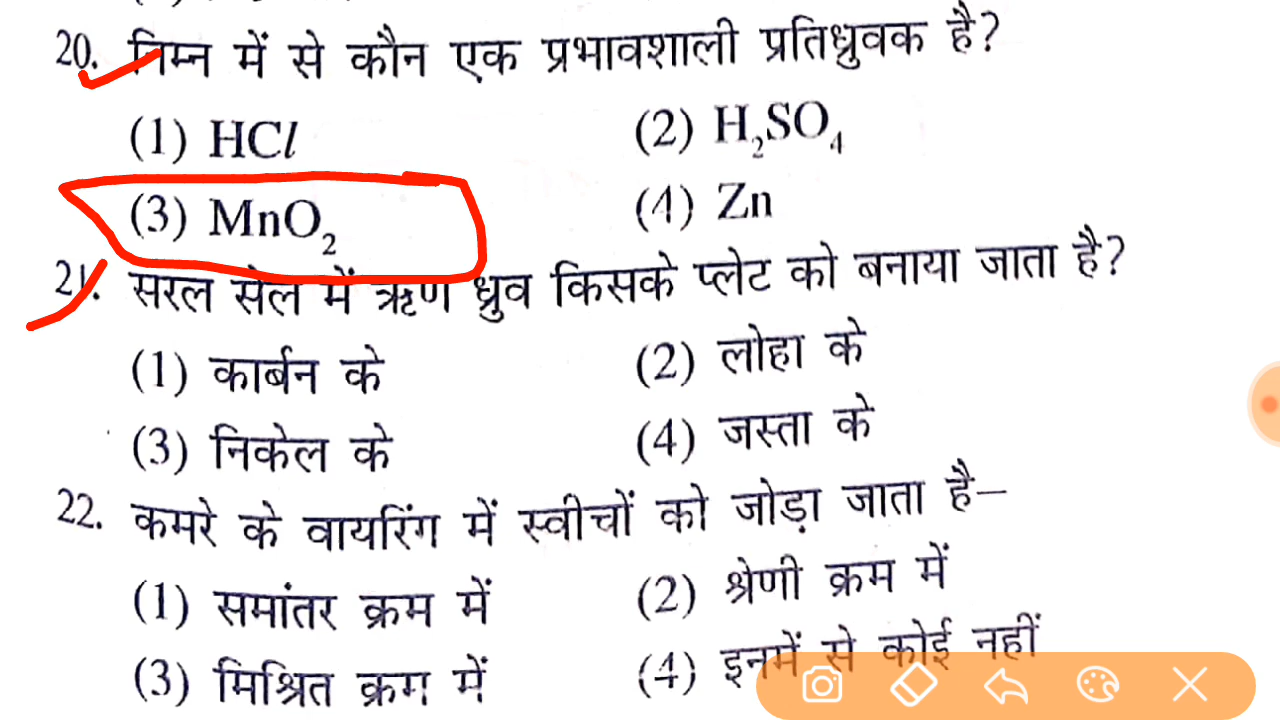 20. निम्न में से कौन एक प्रभावशाली प्रतिध्रुवक है?
(1) HCl (2) H₂SO₄
(3) MnO₂ (4) Zn
21. सरल सेल में ऋण ध्रुव किसके प्लेट को बनाया जाता है?
(1) कार्बन के (2) लोहा के
(3) निकेल के (4) जस्ता के
22. कमरे के वायरिंग में स्वीचों को जोड़ा जाता है–
(1) समांतर क्रम में (2) श्रेणी क्रम में
(3) मिश्रित क्रम में (4) इनमें से कोई नहीं